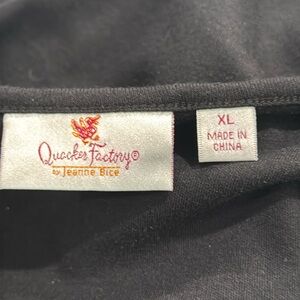 Quacker Factory®
by Jeanne Bice
XL
MADE IN
CHINA